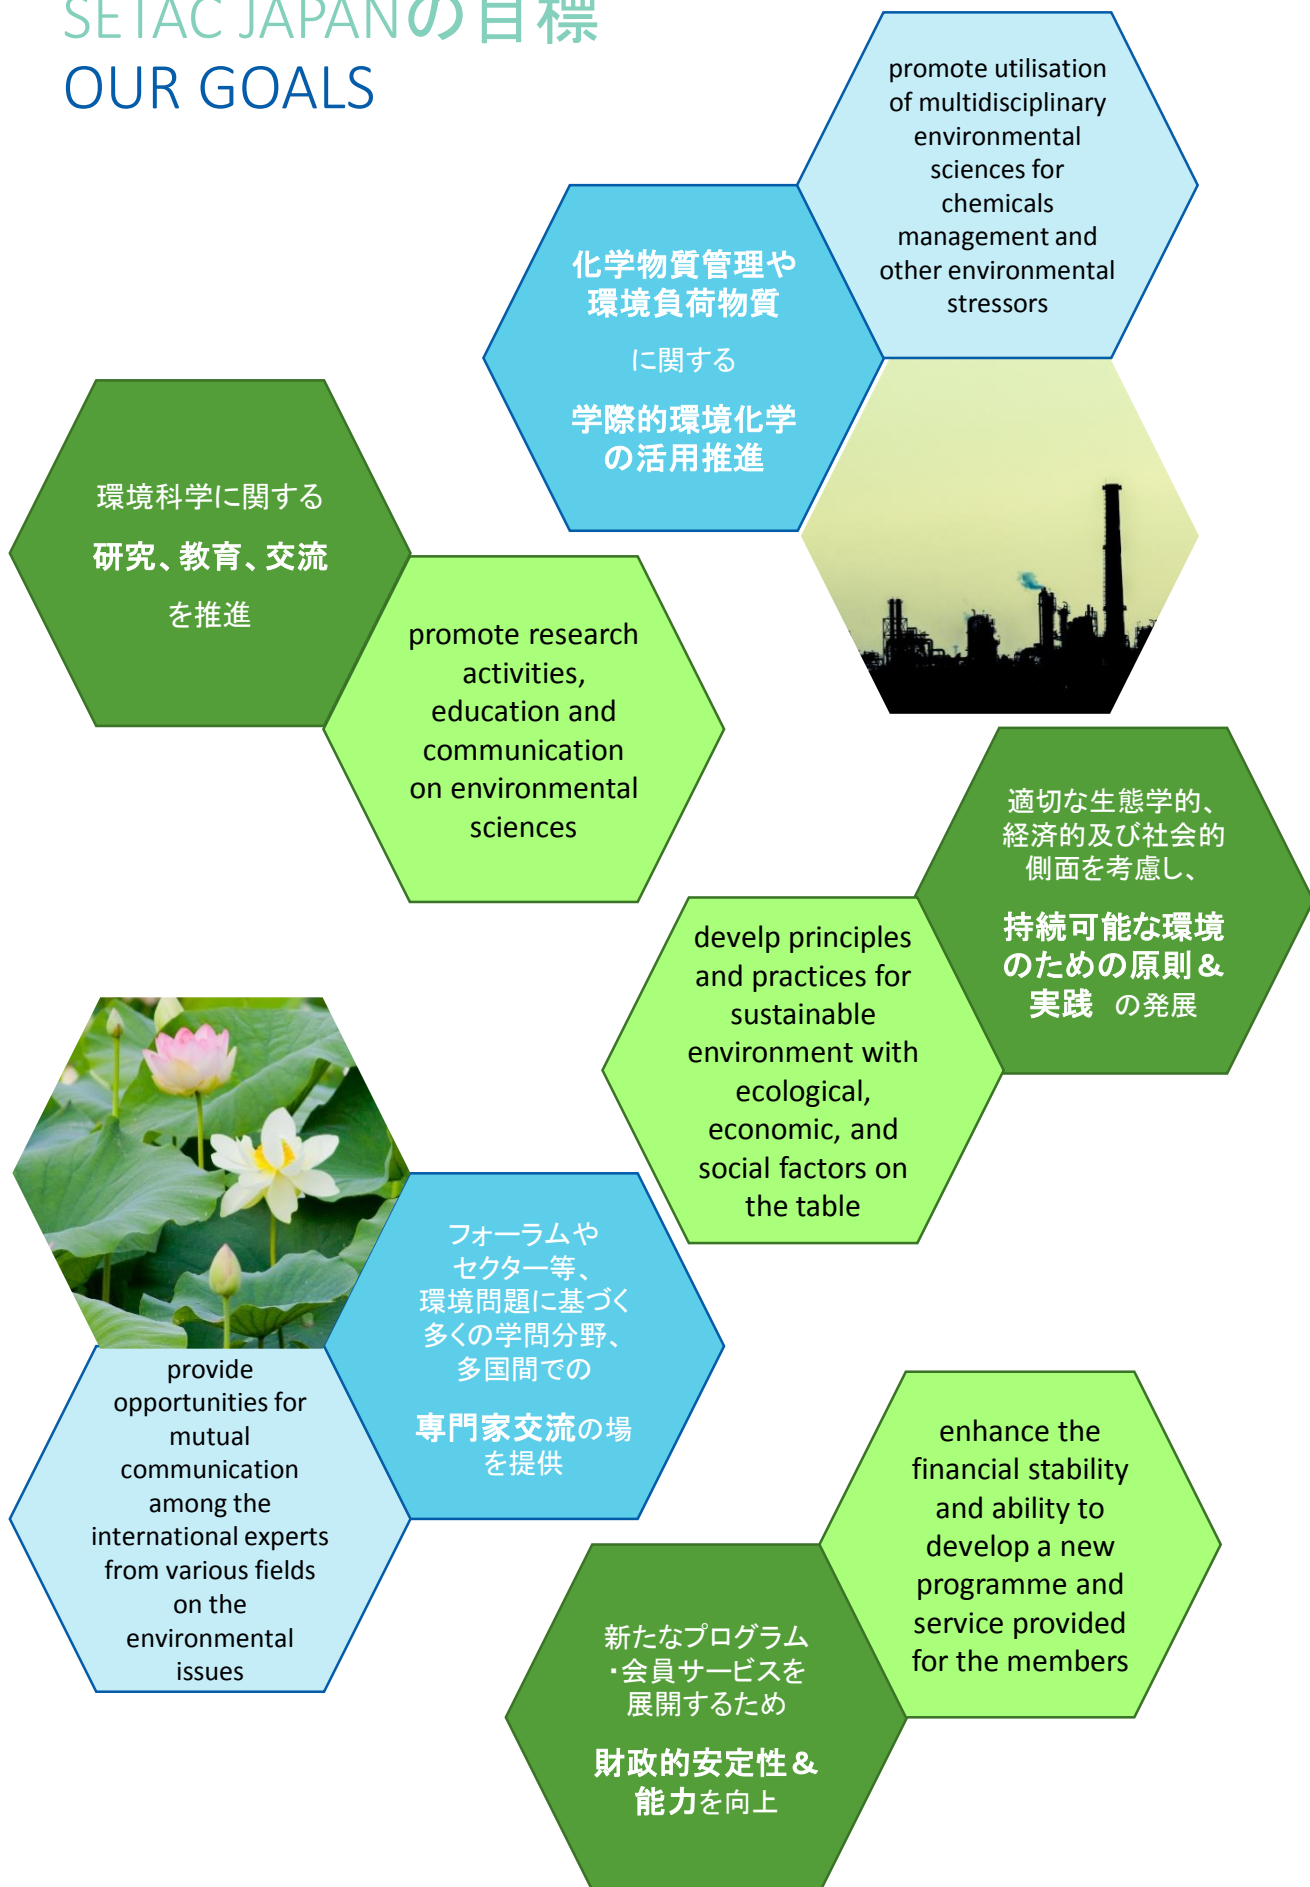 SETAC JAPANの目標
OUR GOALS
promote utilisation
of multidisciplinary
environmental
sciences for
chemicals
management and
other environmental
stressors
化学物質管理や
環境負荷物質
に関する
学際的環境化学
の活用推進
環境科学に関する
研究、教育、交流
を推進
promote research
activities,
education and
communication
on environmental
sciences
適切な生態学的、
経済的及び社会的
側面を考慮し、
持続可能な環境
のための原則＆
実践 の発展
develp principles
and practices for
sustainable
environment with
ecological,
economic, and
social factors on
the table
フォーラムや
セクター等、
環境問題に基づく
多くの学問分野、
多国間での
専門家交流の場
を提供
provide
opportunities for
mutual
communication
among the
international experts
from various fields
on the
environmental
issues
enhance the
financial stability
and ability to
develop a new
programme and
service provided
for the members
新たなプログラム
・会員サービスを
展開するため
財政的安定性＆
能力を向上